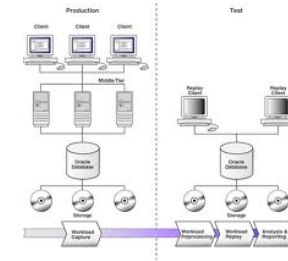 Production
Test
Client
Client
Client
Middle Tier
Replay
Client
Replay
Client
Oracle
Database
Oracle
Database
Storage
Storage
Workload
Capture
Workload
Preprocessing
Workload
Replay
Analysis &
Reporting